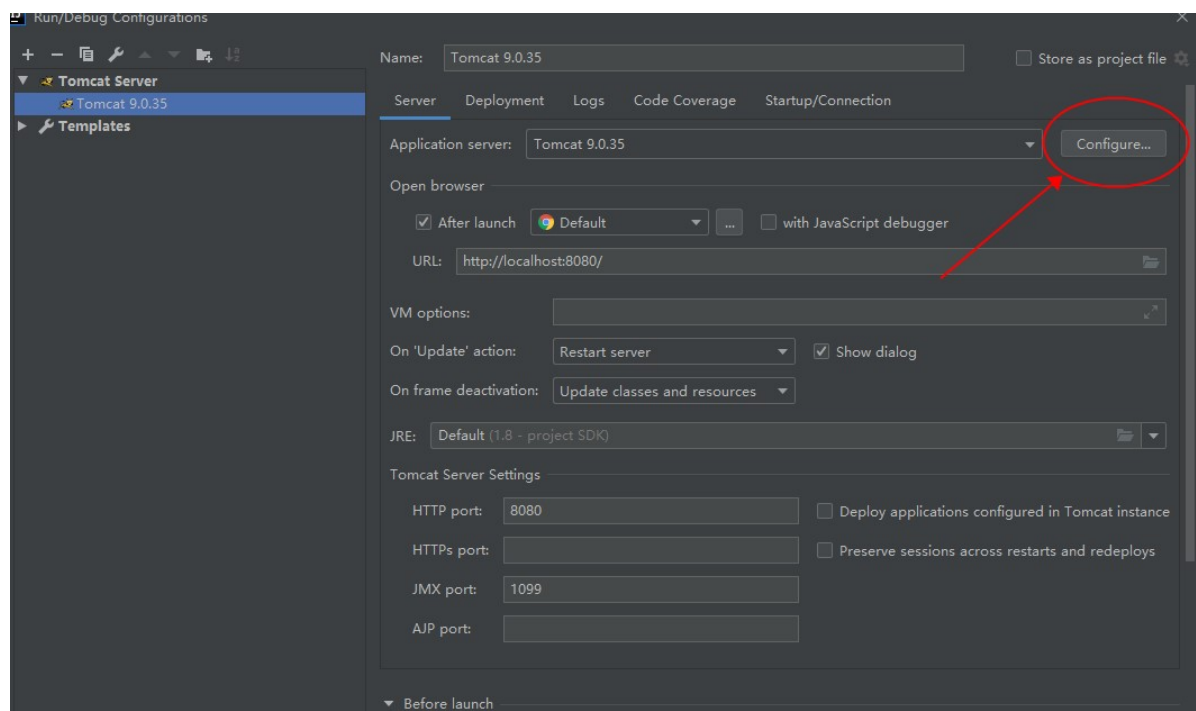 Run/Debug Configurations
Name: Tomcat 9.0.35 Store as project file
Tomcat Server
Tomcat 9.0.35
Templates
Server Deployment Logs Code Coverage Startup/Connection
Application server: Tomcat 9.0.35 Configure...
Open browser
After launch Default ... with JavaScript debugger
URL: http://localhost:8080/
VM options:
On 'Update' action: Restart server Show dialog
On frame deactivation: Update classes and resources
JRE: Default (1.8 - project SDK)
Tomcat Server Settings
HTTP port: 8080 Deploy applications configured in Tomcat instance
HTTPs port: Preserve sessions across restarts and redeploys
JMX port: 1099
AJP port:
Before launch